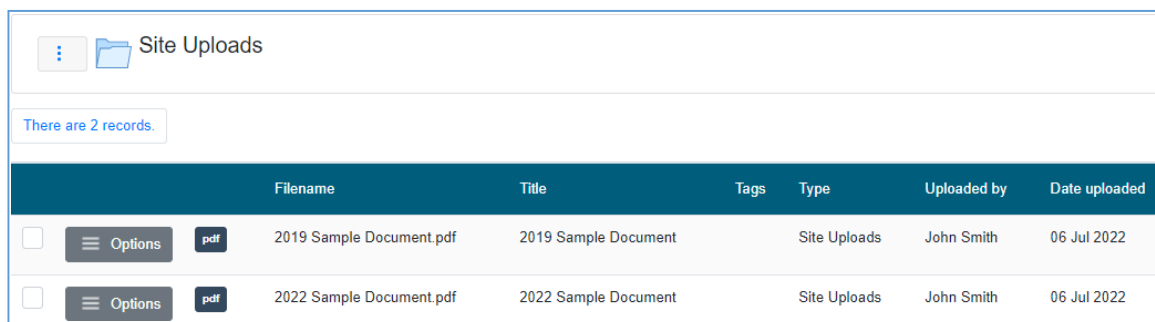 Site Uploads
There are 2 records.
Filename Title Tags Type Uploaded by Date uploaded
Options pdf 2019 Sample Document.pdf 2019 Sample Document Site Uploads John Smith 06 Jul 2022
Options pdf 2022 Sample Document.pdf 2022 Sample Document Site Uploads John Smith 06 Jul 2022